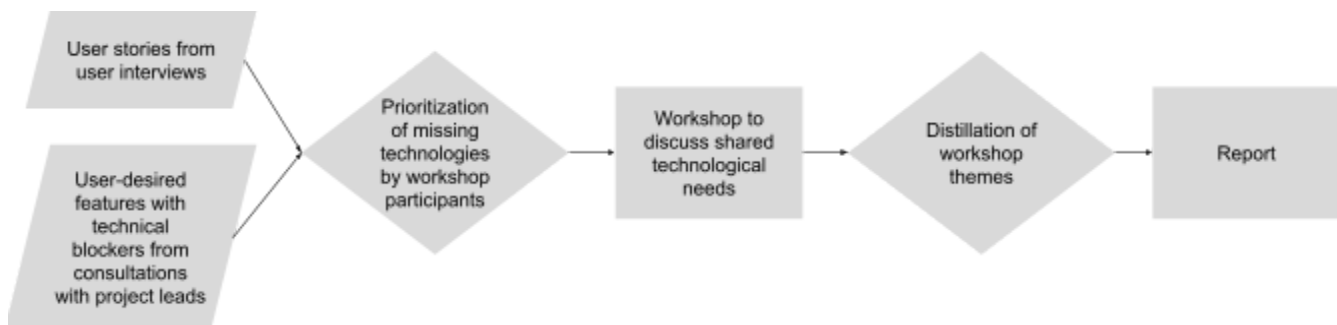 User stories from
user interviews
User-desired
features with
technical
blockers from
consultations
with project leads
Prioritization
of missing
technologies
by workshop
participants
Workshop to
discuss shared
technological
needs
Distillation of
workshop
themes
Report